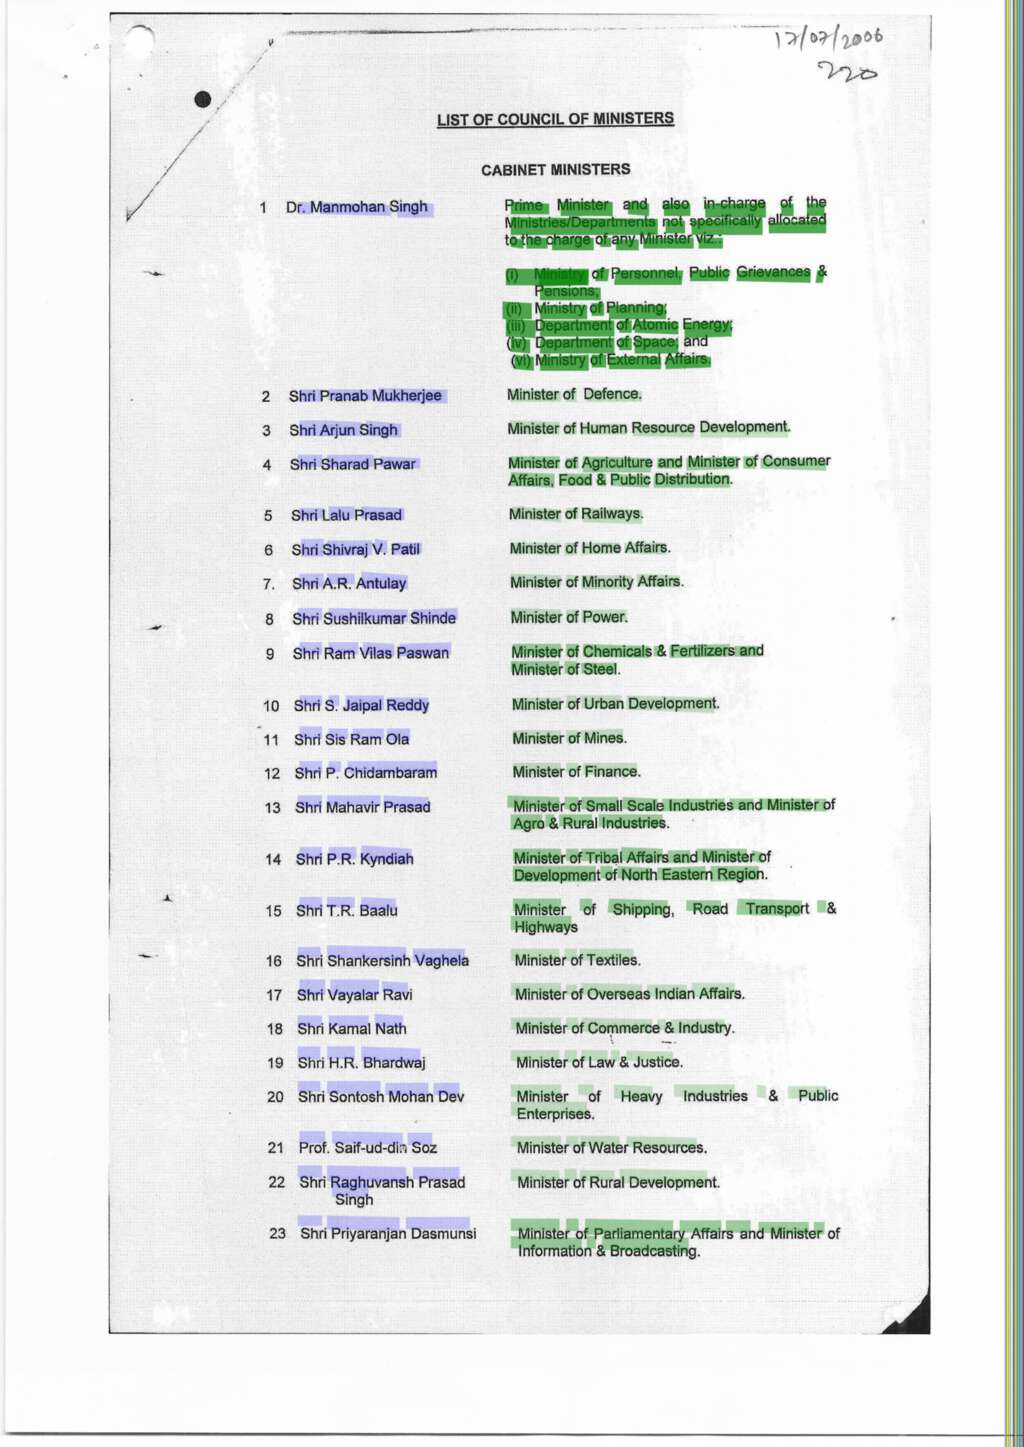 17/07/2006
220
LIST OF COUNCIL OF MINISTERS
CABINET MINISTERS
1 Dr. Manmohan Singh Prime Minister and also in-charge of the
Ministries/Departments not specifically allocated
to the charge of any Minister viz.:
(i) Ministry of Personnel, Public Grievances &
Pensions;
(ii) Ministry of Planning;
(iii) Department of Atomic Energy;
(iv) Department of Space; and
(vi) Ministry of External Affairs.
2 Shri Pranab Mukherjee Minister of Defence.
3 Shri Arjun Singh Minister of Human Resource Development.
4 Shri Sharad Pawar Minister of Agriculture and Minister of Consumer
Affairs, Food & Public Distribution.
5 Shri Lalu Prasad Minister of Railways.
6 Shri Shivraj V. Patil Minister of Home Affairs.
7. Shri A.R. Antulay Minister of Minority Affairs.
8 Shri Sushilkumar Shinde Minister of Power.
9 Shri Ram Vilas Paswan Minister of Chemicals & Fertilizers and
Minister of Steel.
10 Shri S. Jaipal Reddy Minister of Urban Development.
11 Shri Sis Ram Ola Minister of Mines.
12 Shri P. Chidambaram Minister of Finance.
13 Shri Mahavir Prasad Minister of Small Scale Industries and Minister of
Agro & Rural Industries.
14 Shri P.R. Kyndiah Minister of Tribal Affairs and Minister of
Development of North Eastern Region.
15 Shri T.R. Baalu Minister of Shipping, Road Transport &
Highways
16 Shri Shankersinh Vaghela Minister of Textiles.
17 Shri Vayalar Ravi Minister of Overseas Indian Affairs.
18 Shri Kamal Nath Minister of Commerce & Industry.
19 Shri H.R. Bhardwaj Minister of Law & Justice.
20 Shri Sontosh Mohan Dev Minister of Heavy Industries & Public
Enterprises.
21 Prof. Saif-ud-din Soz Minister of Water Resources.
22 Shri Raghuvansh Prasad Minister of Rural Development.
Singh
23 Shri Priyaranjan Dasmunsi Minister of Parliamentary Affairs and Minister of
Information & Broadcasting.